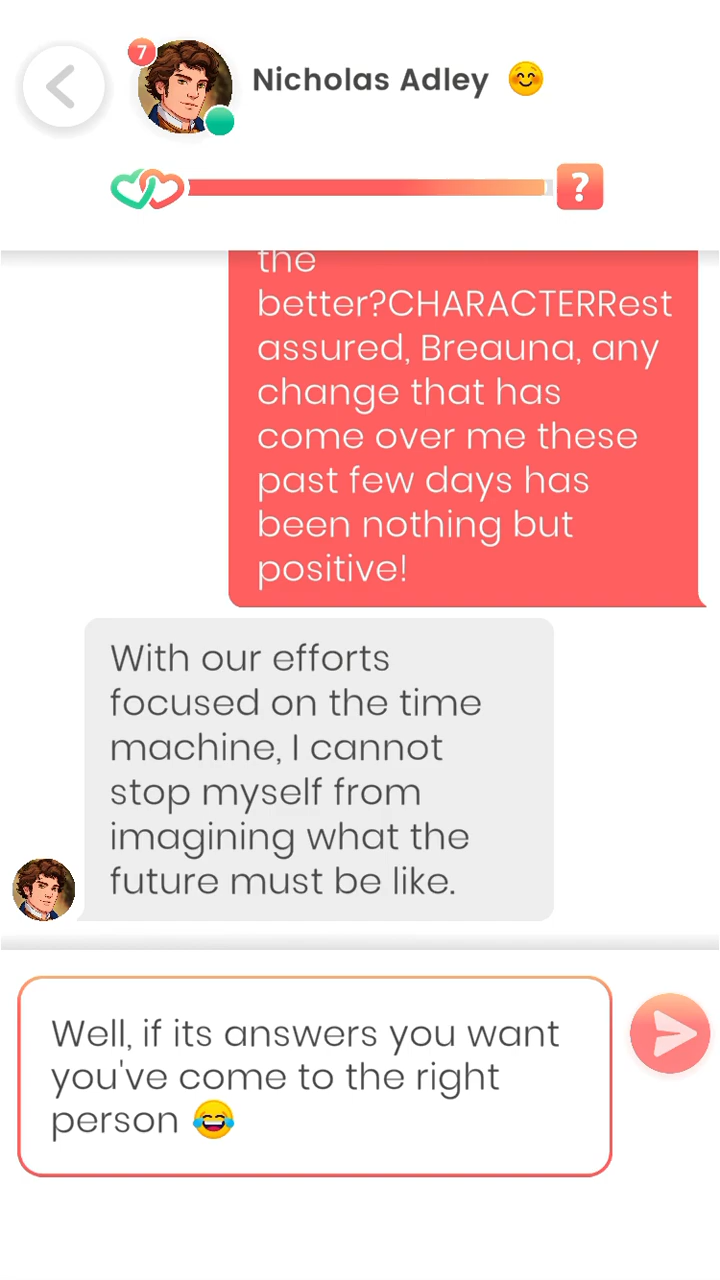 7
Nicholas Adley 😊
?
the
better?CHARACTERRest
assured, Breauna, any
change that has
come over me these
past few days has
been nothing but
positive!
With our efforts
focused on the time
machine, I cannot
stop myself from
imagining what the
future must be like.
Well, if its answers you want
you've come to the right
person 😂